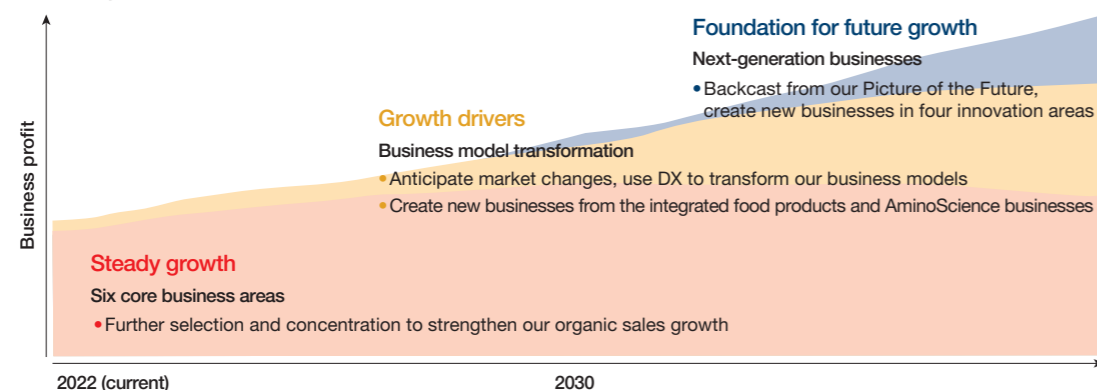 Foundation for future growth
Next-generation businesses
•Backcast from our Picture of the Future,
create new businesses in four innovation areas
Growth drivers
Business model transformation
•Anticipate market changes, use DX to transform our business models
•Create new businesses from the integrated food products and AminoScience businesses
Business profit
Steady growth
Six core business areas
•Further selection and concentration to strengthen our organic sales growth
2022 (current)
2030